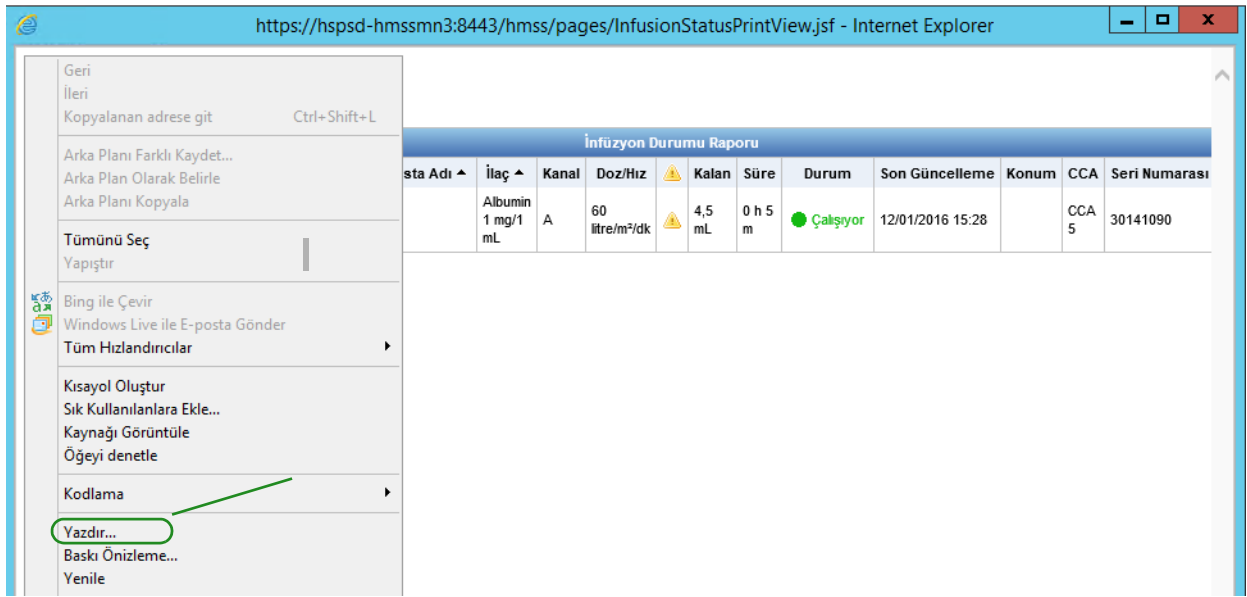 https://hspsd-hmssmn3:8443/hmss/pages/InfusionStatusPrintView.jsf - Internet Explorer
Geri
İleri
Kopyalanan adrese git Ctrl+Shift+L
Arka Planı Farklı Kaydet...
Arka Plan Olarak Belirle
Arka Planı Kopyala
Tümünü Seç
Yapıştır
Bing ile Çevir
Windows Live ile E-posta Gönder
Tüm Hızlandırıcılar
Kısayol Oluştur
Sık Kullanılanlara Ekle...
Kaynağı Görüntüle
Öğeyi denetle
Kodlama
Yazdır...
Baskı Önizleme...
Yenile
İnfüzyon Durumu Raporu
sta Adı İlaç Kanal Doz/Hız Kalan Süre Durum Son Güncelleme Konum CCA Seri Numarası
Albumin 1 mg/1 mL A 60 litre/m²/dk 4,5 mL 0 h 5 m Çalışıyor 12/01/2016 15:28 CCA 5 30141090